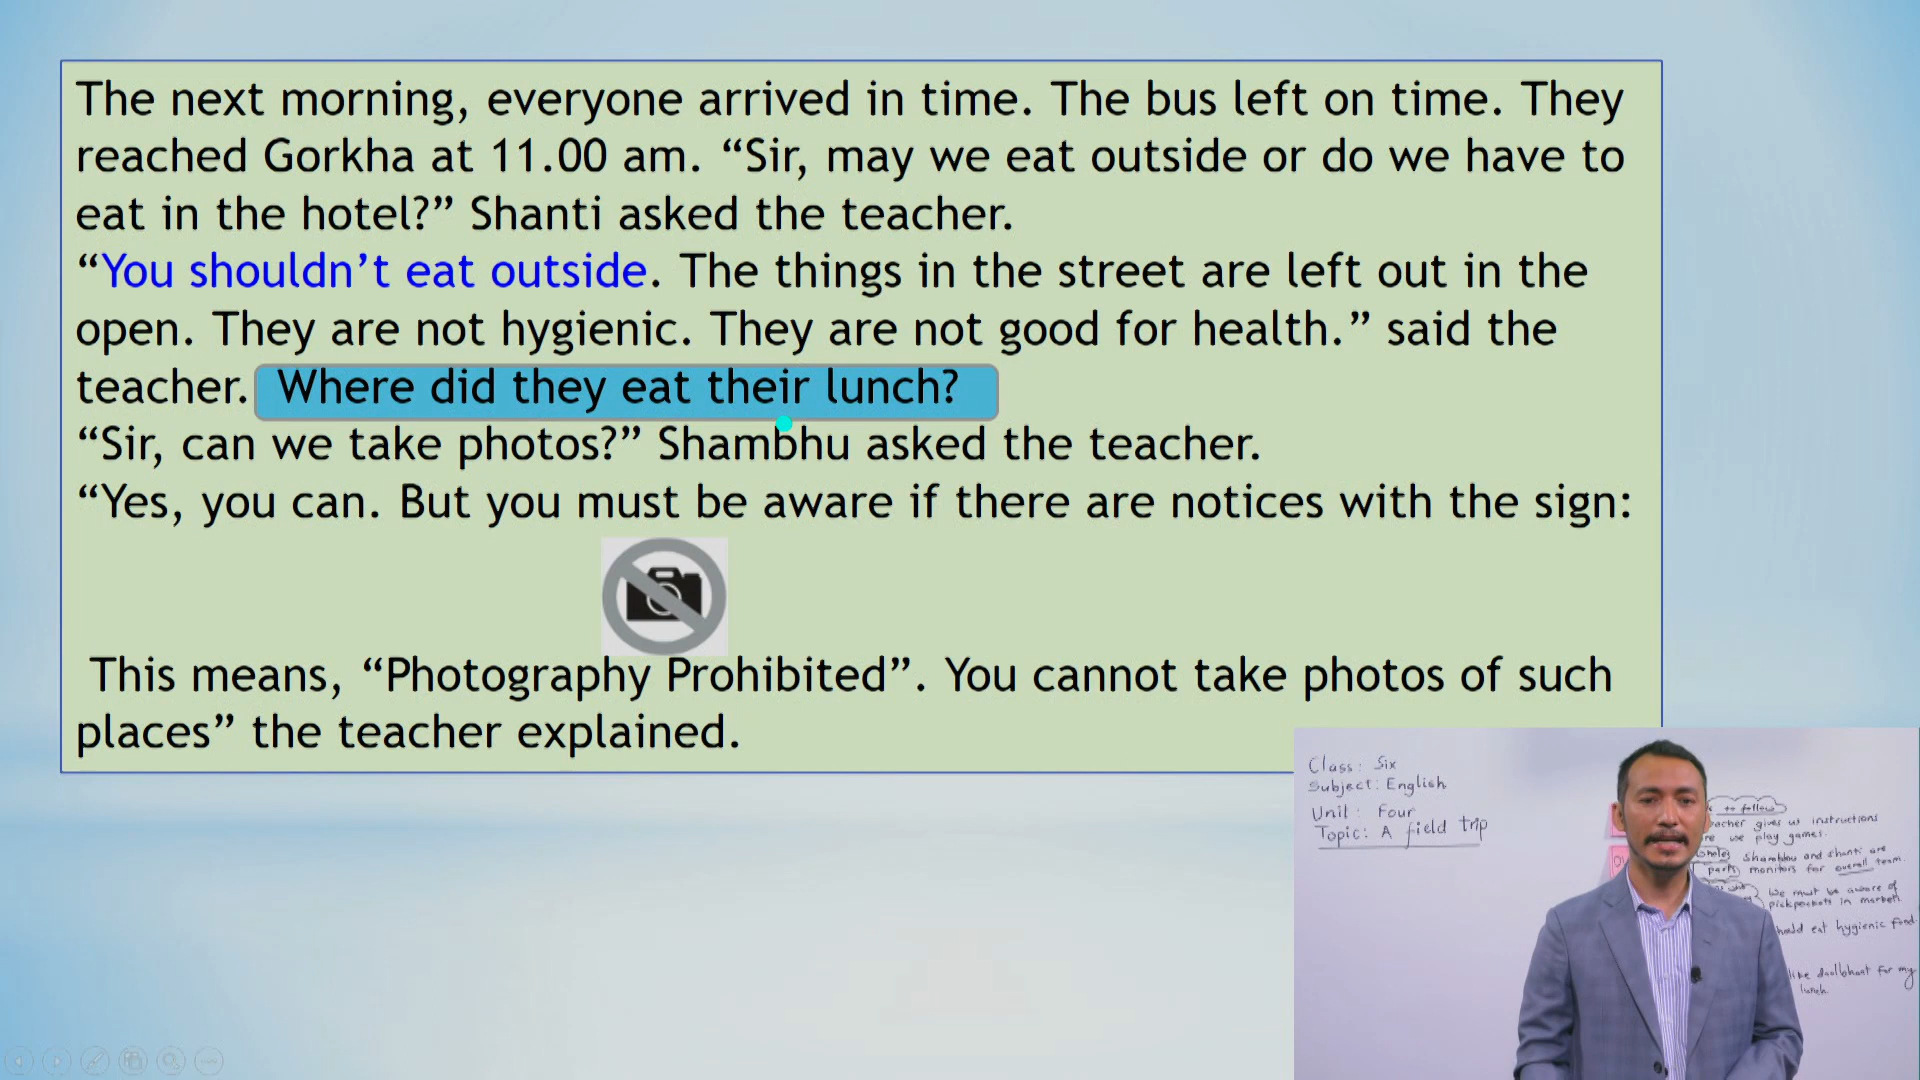 The next morning, everyone arrived in time. The bus left on time. They
reached Gorkha at 11.00 am. “Sir, may we eat outside or do we have to
eat in the hotel?” Shanti asked the teacher.
“You shouldn’t eat outside. The things in the street are left out in the
open. They are not hygienic. They are not good for health.” said the
teacher. Where did they eat their lunch?
“Sir, can we take photos?” Shambhu asked the teacher.
“Yes, you can. But you must be aware if there are notices with the sign:
This means, “Photography Prohibited”. You cannot take photos of such
places” the teacher explained.
Class: Six
Subject: English
Unit: Four
Topic: A field trip
to follow
gives us instructions
we play games.
Shambhu and Shanti are
parts monitors for overall team.
We must be aware of
pickpockets in market.
eat hygienic food
daalbhaat for my
lunch.